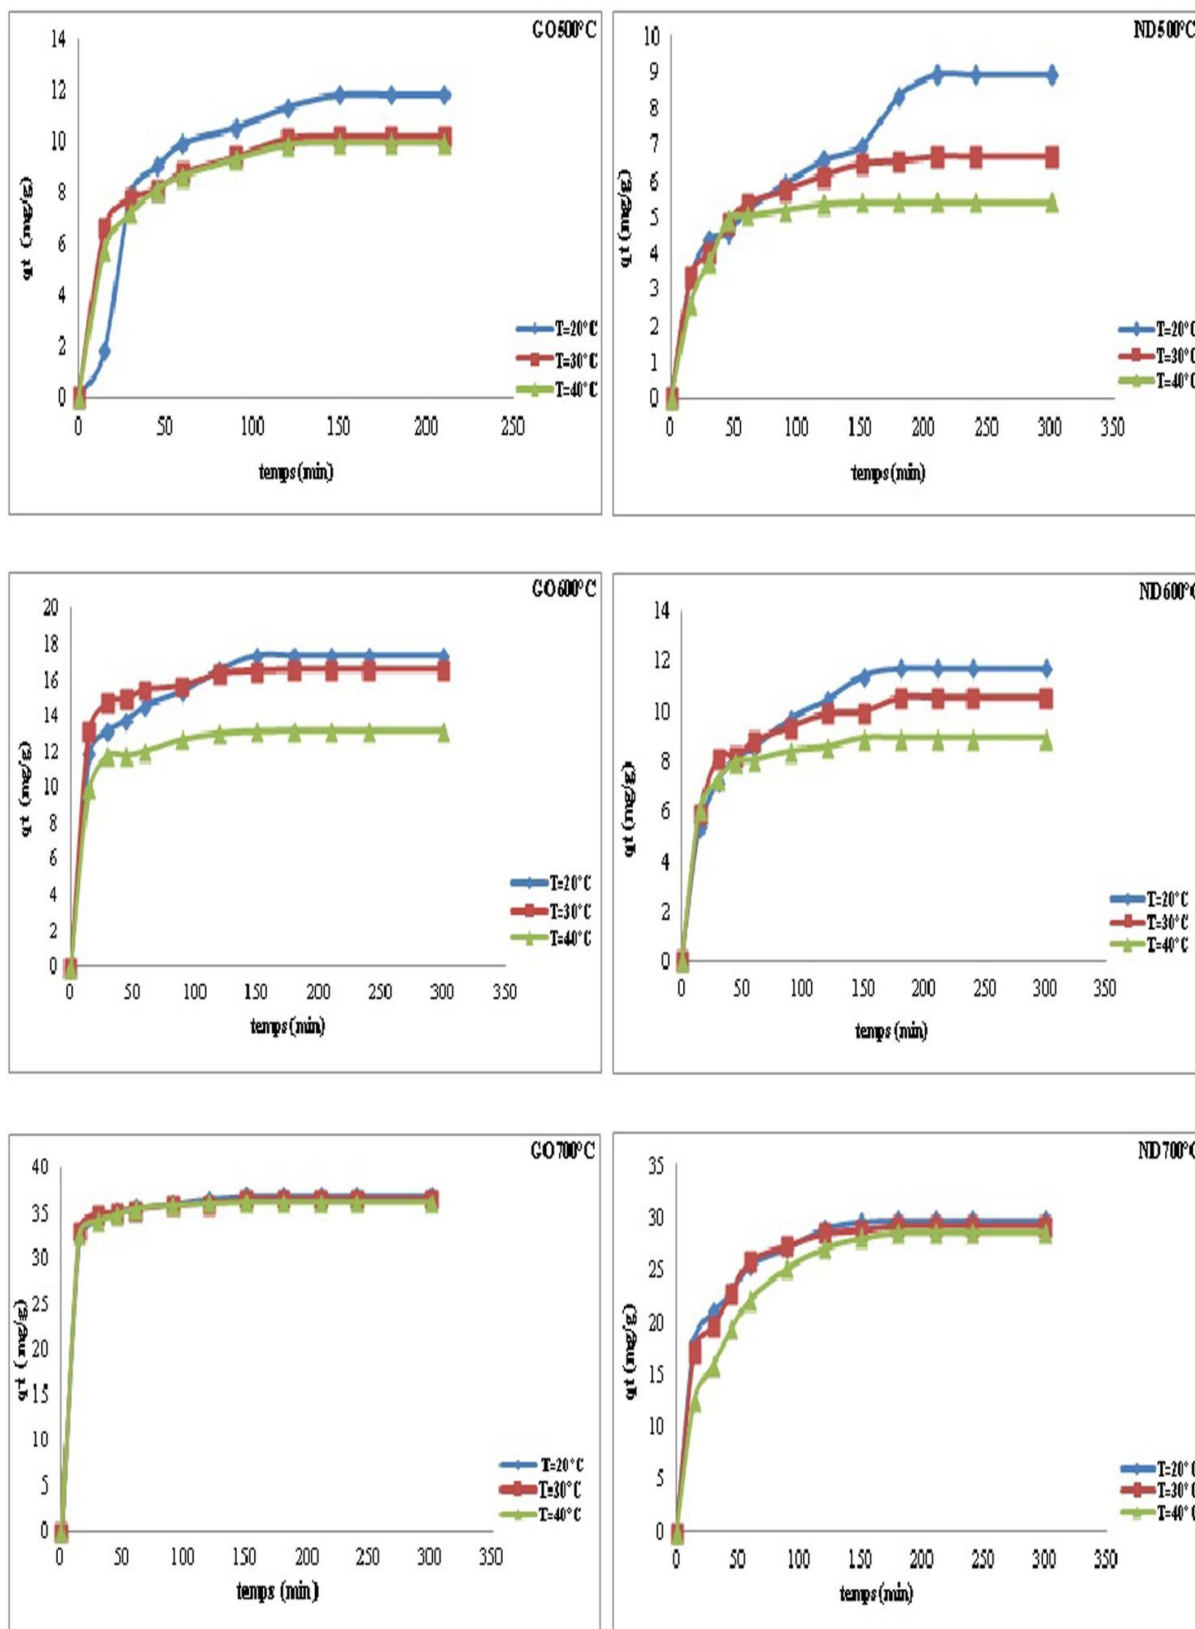 GO500°C
14
12
10
8
6
4
2
0
qt (mg/g)
T=20°C
T=30°C
T=40°C
0 50 100 150 200 250
temps(min)
ND500°C
10
9
8
7
6
5
4
3
2
1
0
qt (mg/g)
T=20°C
T=30°C
T=40°C
0 50 100 150 200 250 300 350
temps(min)
GO600°C
20
18
16
14
12
10
8
6
4
2
0
qt (mg/g)
T=20°C
T=30°C
T=40°C
0 50 100 150 200 250 300 350
temps(min)
ND600°C
14
12
10
8
6
4
2
0
qt (mg/g)
T=20°C
T=30°C
T=40°C
0 50 100 150 200 250 300 350
temps(min)
GO700°C
40
35
30
25
20
15
10
5
0
qt (mg/g)
T=20°C
T=30°C
T=40°C
0 50 100 150 200 250 300 350
temps (min)
ND700°C
35
30
25
20
15
10
5
0
qt (mg/g)
T=20°C
T=30°C
T=40°C
0 50 100 150 200 250 300 350
temps(min)